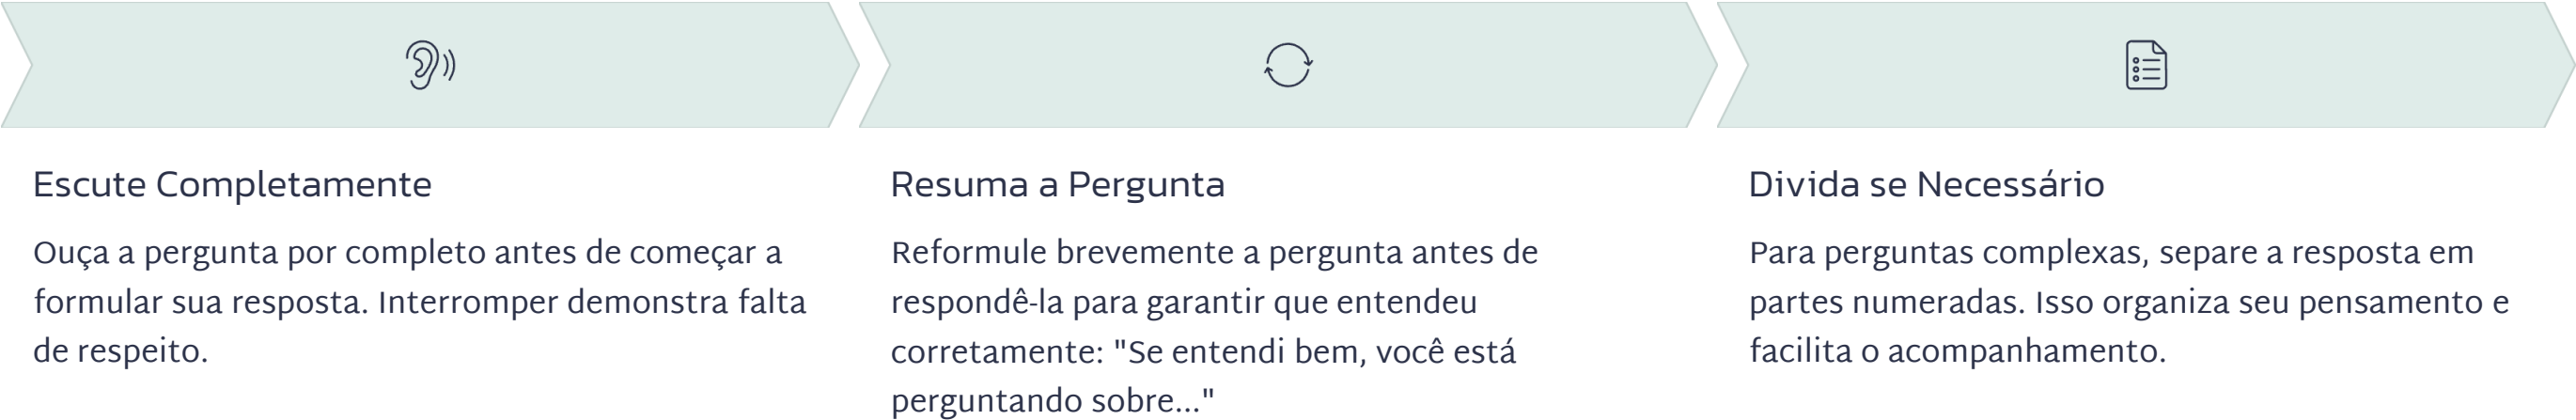 Escute Completamente
Ouça a pergunta por completo antes de começar a
formular sua resposta. Interromper demonstra falta
de respeito.
Resuma a Pergunta
Reformule brevemente a pergunta antes de
respondê-la para garantir que entendeu
corretamente: "Se entendi bem, você está
perguntando sobre..."
Divida se Necessário
Para perguntas complexas, separe a resposta em
partes numeradas. Isso organiza seu pensamento e
facilita o acompanhamento.